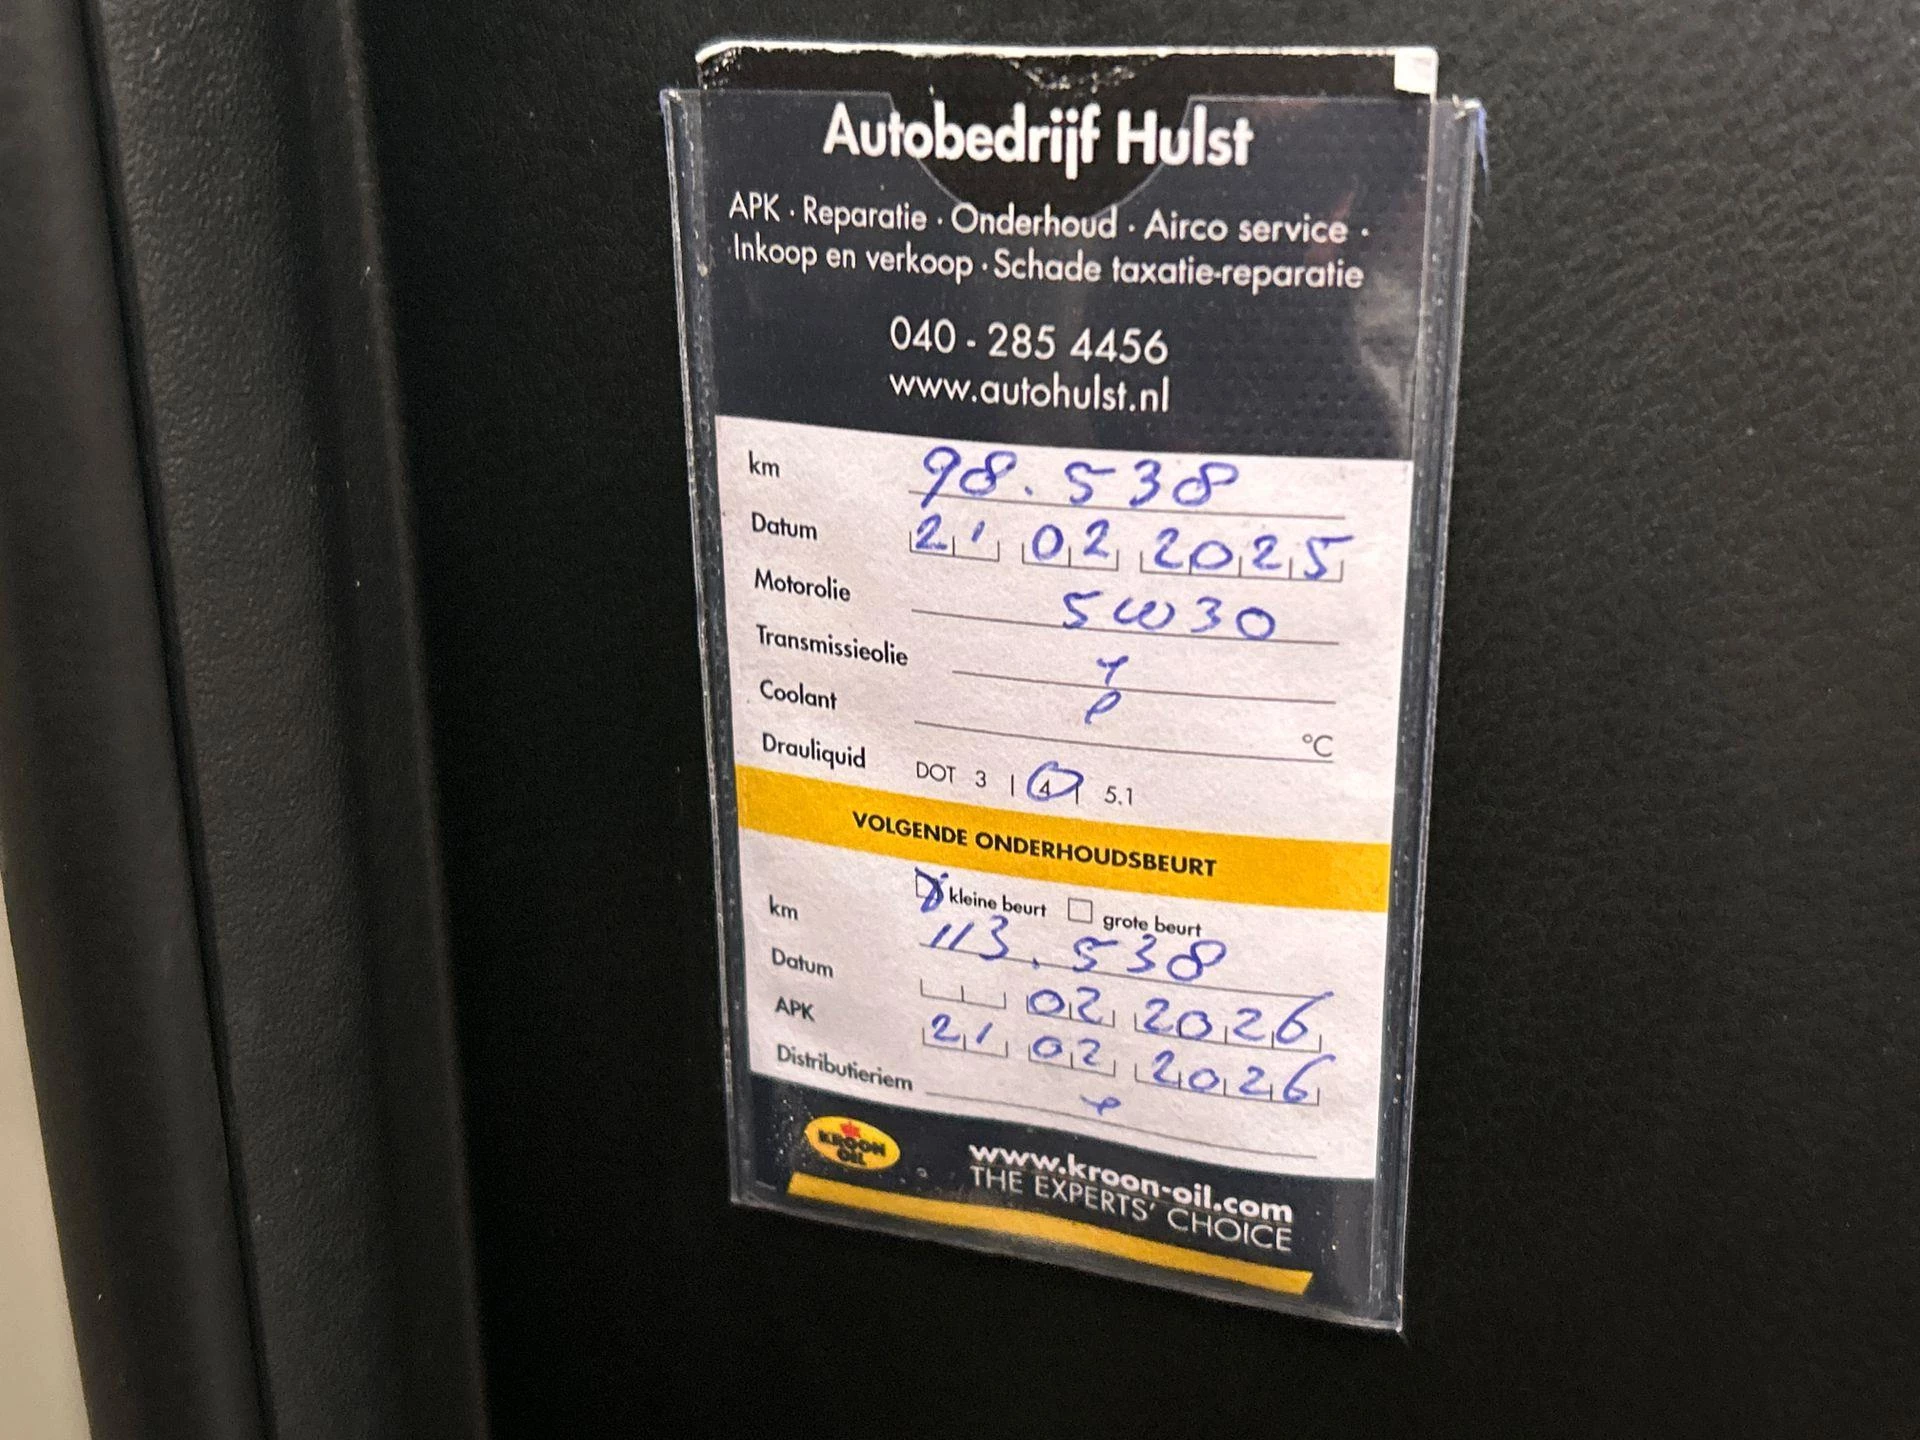 Autobedrijf Hulst
APK · Reparatie · Onderhoud · Airco service ·
Inkoop en verkoop · Schade taxatie-reparatie
040 - 285 4456
www.autohulst.nl
km 98.538
Datum 21 02 2025
Motorolie 5W30
Transmissieolie
Coolant °C
Drauliquid DOT 3 | 4 | 5.1
VOLGENDE ONDERHOUDSBEURT
kleine beurt grote beurt
km 113.538
Datum 02 2026
APK 21 02 2026
Distributieriem
KROON
OIL
www.kroon-oil.com
THE EXPERTS' CHOICE